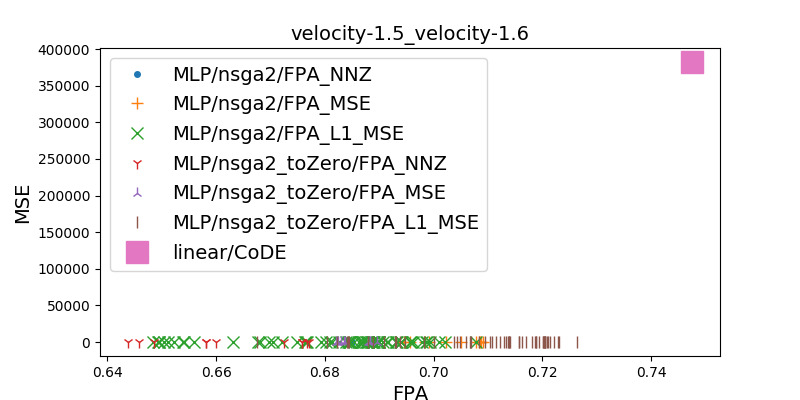 velocity-1.5_velocity-1.6
400000
350000
300000
250000
200000
150000
100000
50000
0
MSE
MLP/nsga2/FPA_NNZ
MLP/nsga2/FPA_MSE
MLP/nsga2/FPA_L1_MSE
MLP/nsga2_toZero/FPA_NNZ
MLP/nsga2_toZero/FPA_MSE
MLP/nsga2_toZero/FPA_L1_MSE
linear/CoDE
0.64 0.66 0.68 0.70 0.72 0.74
FPA